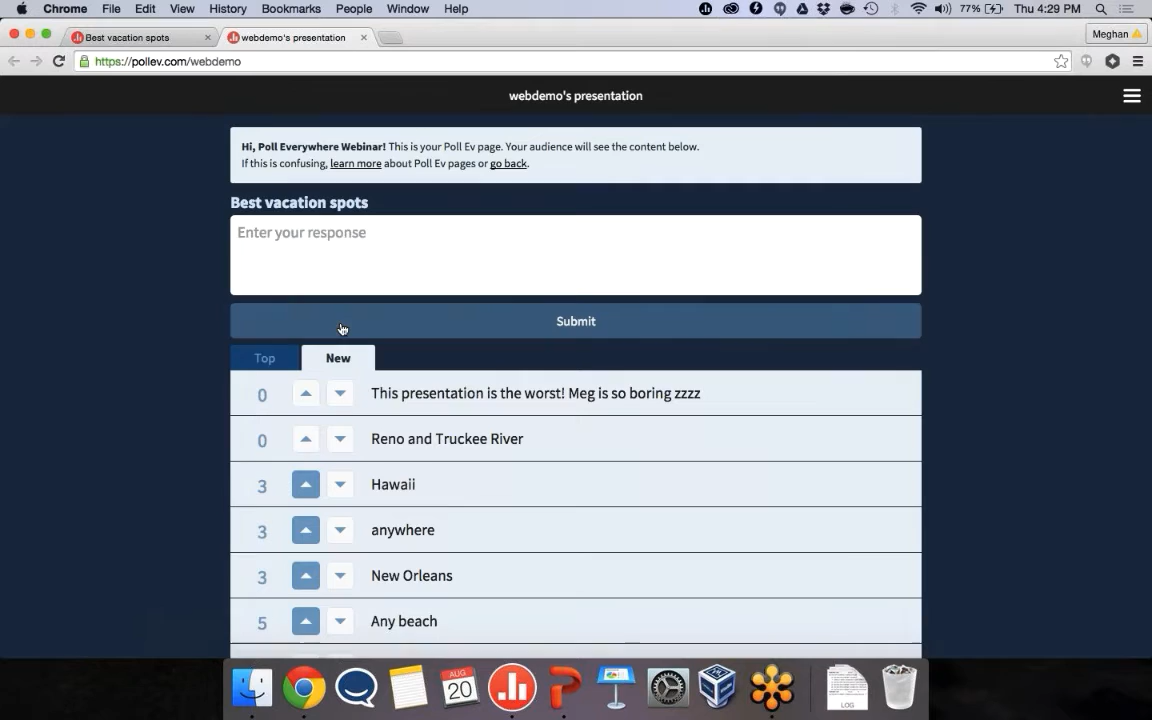 Chrome File Edit View History Bookmarks People Window Help 77% Thu 4:29 PM
Best vacation spots webdemo's presentation Meghan
https://pollev.com/webdemo
webdemo's presentation
Hi, Poll Everywhere Webinar! This is your Poll Ev page. Your audience will see the content below.
If this is confusing, learn more about Poll Ev pages or go back.
Best vacation spots
Enter your response
Submit
Top New
0 This presentation is the worst! Meg is so boring zzzz
0 Reno and Truckee River
3 Hawaii
3 anywhere
3 New Orleans
5 Any beach
AUG
20
LOG